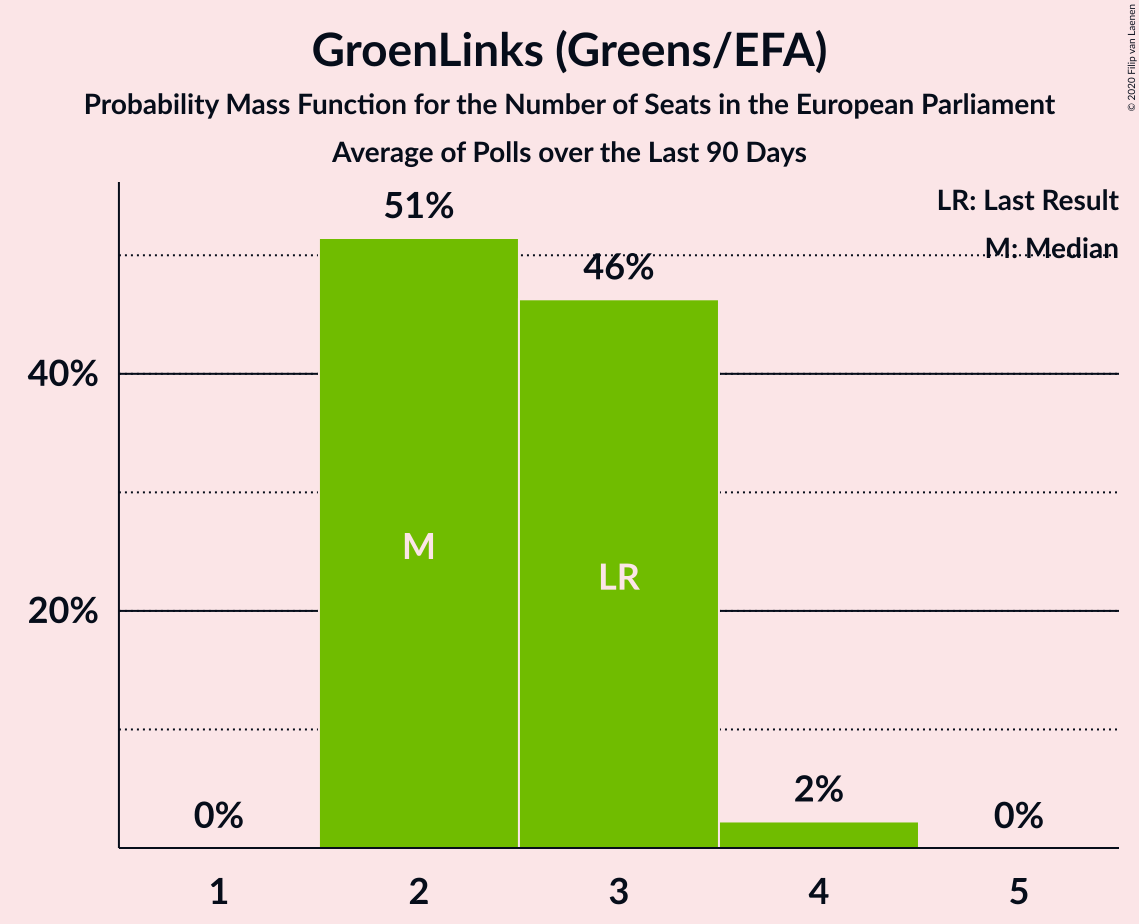 GroenLinks (Greens/EFA)
Probability Mass Function for the Number of Seats in the European Parliament
Average of Polls over the Last 90 Days
© 2020 Filip van Laenen
LR: Last Result
M: Median
51%
46%
40%
M
LR
20%
2%
0%
0%
1
2
3
4
5